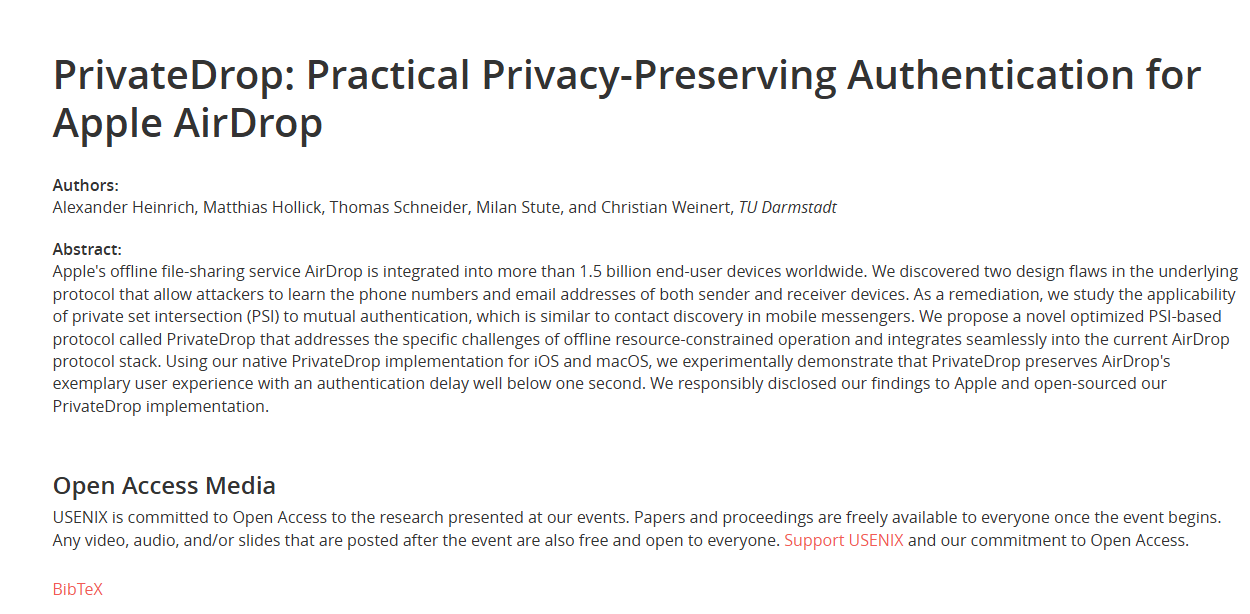 PrivateDrop: Practical Privacy-Preserving Authentication for
Apple AirDrop
Authors:
Alexander Heinrich, Matthias Hollick, Thomas Schneider, Milan Stute, and Christian Weinert, TU Darmstadt
Abstract:
Apple's offline file-sharing service AirDrop is integrated into more than 1.5 billion end-user devices worldwide. We discovered two design flaws in the underlying
protocol that allow attackers to learn the phone numbers and email addresses of both sender and receiver devices. As a remediation, we study the applicability
of private set intersection (PSI) to mutual authentication, which is similar to contact discovery in mobile messengers. We propose a novel optimized PSI-based
protocol called PrivateDrop that addresses the specific challenges of offline resource-constrained operation and integrates seamlessly into the current AirDrop
protocol stack. Using our native PrivateDrop implementation for iOS and macOS, we experimentally demonstrate that PrivateDrop preserves AirDrop's
exemplary user experience with an authentication delay well below one second. We responsibly disclosed our findings to Apple and open-sourced our
PrivateDrop implementation.
Open Access Media
USENIX is committed to Open Access to the research presented at our events. Papers and proceedings are freely available to everyone once the event begins.
Any video, audio, and/or slides that are posted after the event are also free and open to everyone. Support USENIX and our commitment to Open Access.
BibTeX